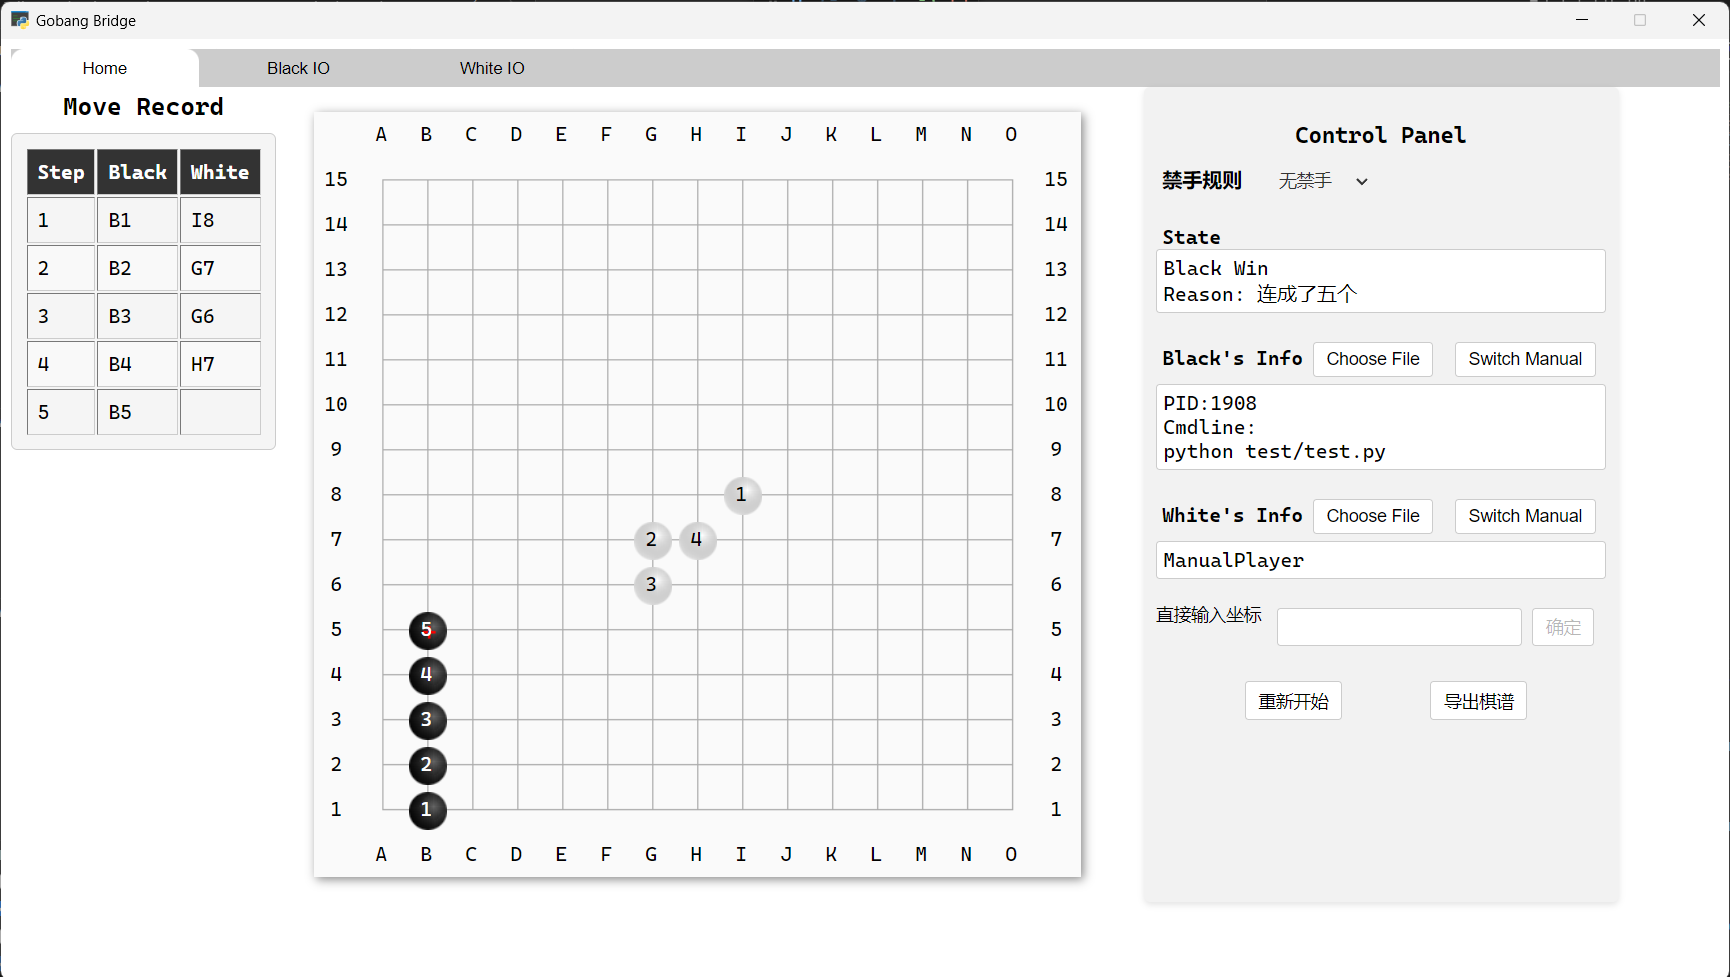 Gobang Bridge
Home Black IO White IO
Move Record
Step Black White
1 B1 I8
2 B2 G7
3 B3 G6
4 B4 H7
5 B5
A B C D E F G H I J K L M N O
15 15
14 14
13 13
12 12
11 11
10 10
9 9
8 1 8
7 2 4 7
6 3 6
5 5 5
4 4 4
3 3 3
2 2 2
1 1 1
A B C D E F G H I J K L M N O
Control Panel
禁手规则 无禁手
State
Black Win
Reason: 连成了五个
Black's Info Choose File Switch Manual
PID:1908
Cmdline:
python test/test.py
White's Info Choose File Switch Manual
ManualPlayer
直接输入坐标 确定
重新开始 导出棋谱